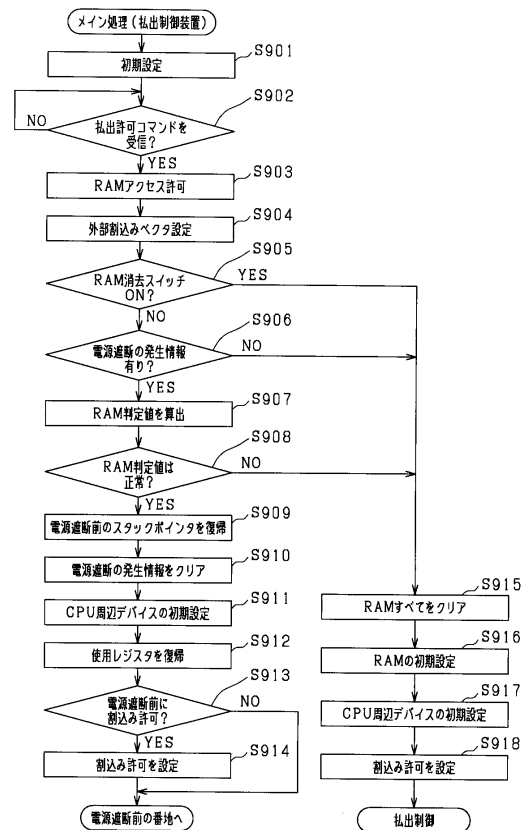 メイン処理（払出制御装置）
S901
初期設定
S902
NO
払出許可コマンドを
受信？
YES
S903
RAMアクセス許可
S904
外部割込みベクタ設定
S905
RAM消去スイッチ
ON？
YES
NO
S906
電源遮断の発生情報
有り？
NO
YES
S907
RAM判定値を算出
S908
RAM判定値は
正常？
NO
YES
S909
電源遮断前のスタックポインタを復帰
S910
電源遮断の発生情報をクリア
S911
CPU周辺デバイスの初期設定
S912
使用レジスタを復帰
S913
電源遮断前に
割込み許可？
NO
YES
S914
割込み許可を設定
電源遮断前の番地へ
S915
RAMすべてをクリア
S916
RAMの初期設定
S917
CPU周辺デバイスの初期設定
S918
割込み許可を設定
払出制御